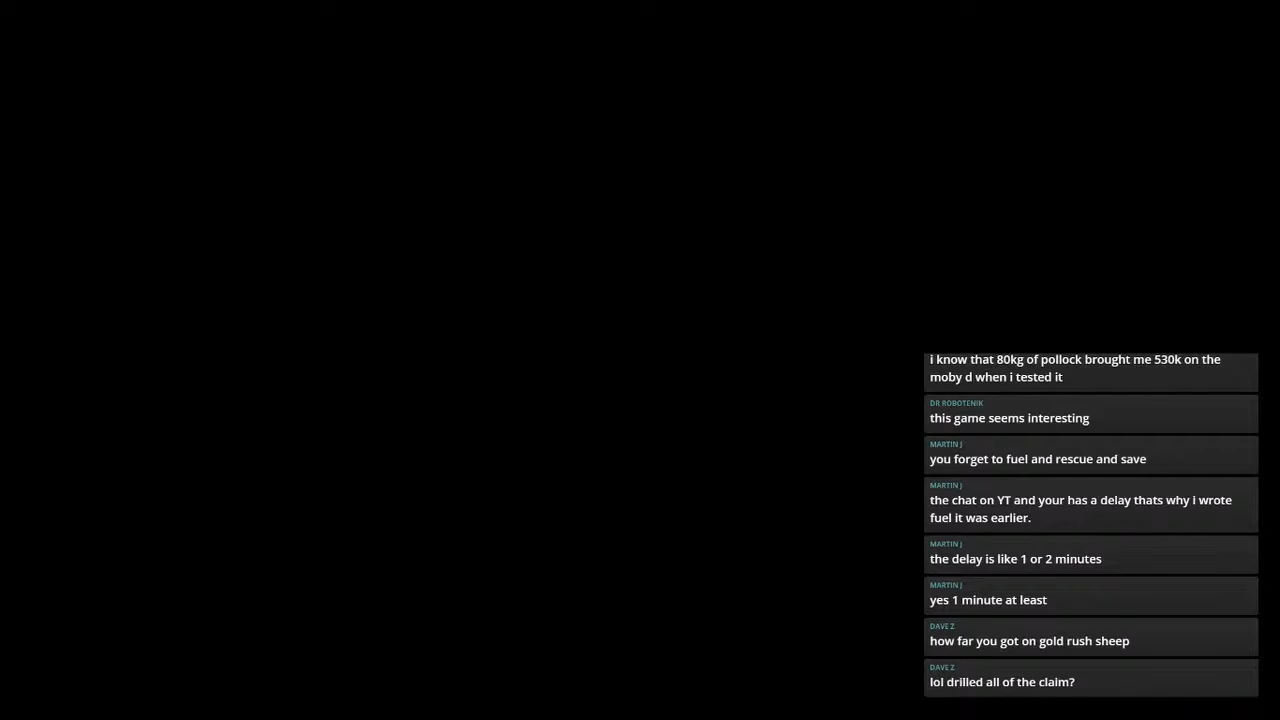 i know that 80kg of pollock brought me 530k on the
moby d when i tested it
DR ROBOTENIK
this game seems interesting
MARTIN J
you forget to fuel and rescue and save
MARTIN J
the chat on YT and your has a delay thats why i wrote
fuel it was earlier.
MARTIN J
the delay is like 1 or 2 minutes
MARTIN J
yes 1 minute at least
DAVE Z
how far you got on gold rush sheep
DAVE Z
lol drilled all of the claim?